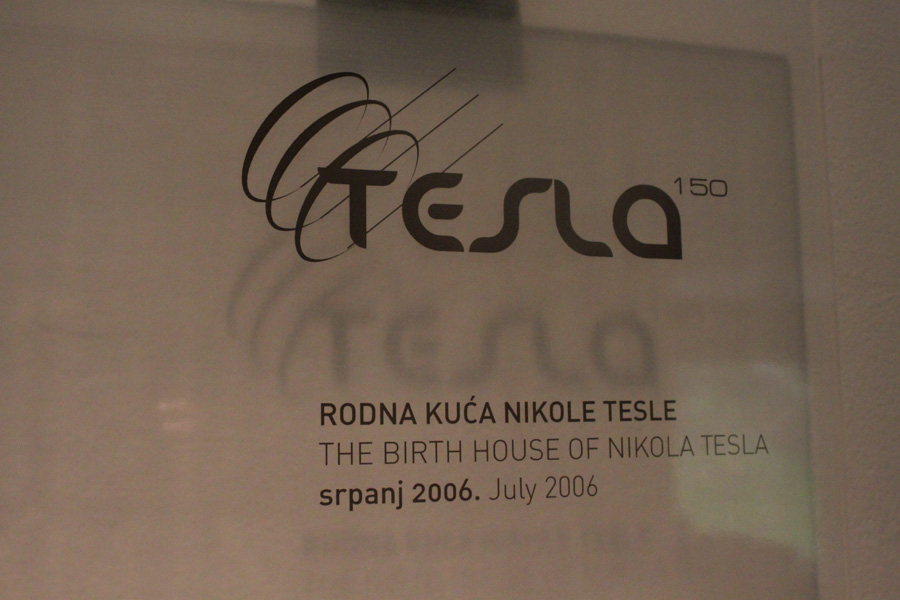 TESLA 150
RODNA KUĆA NIKOLE TESLE
THE BIRTH HOUSE OF NIKOLA TESLA
srpanj 2006. July 2006